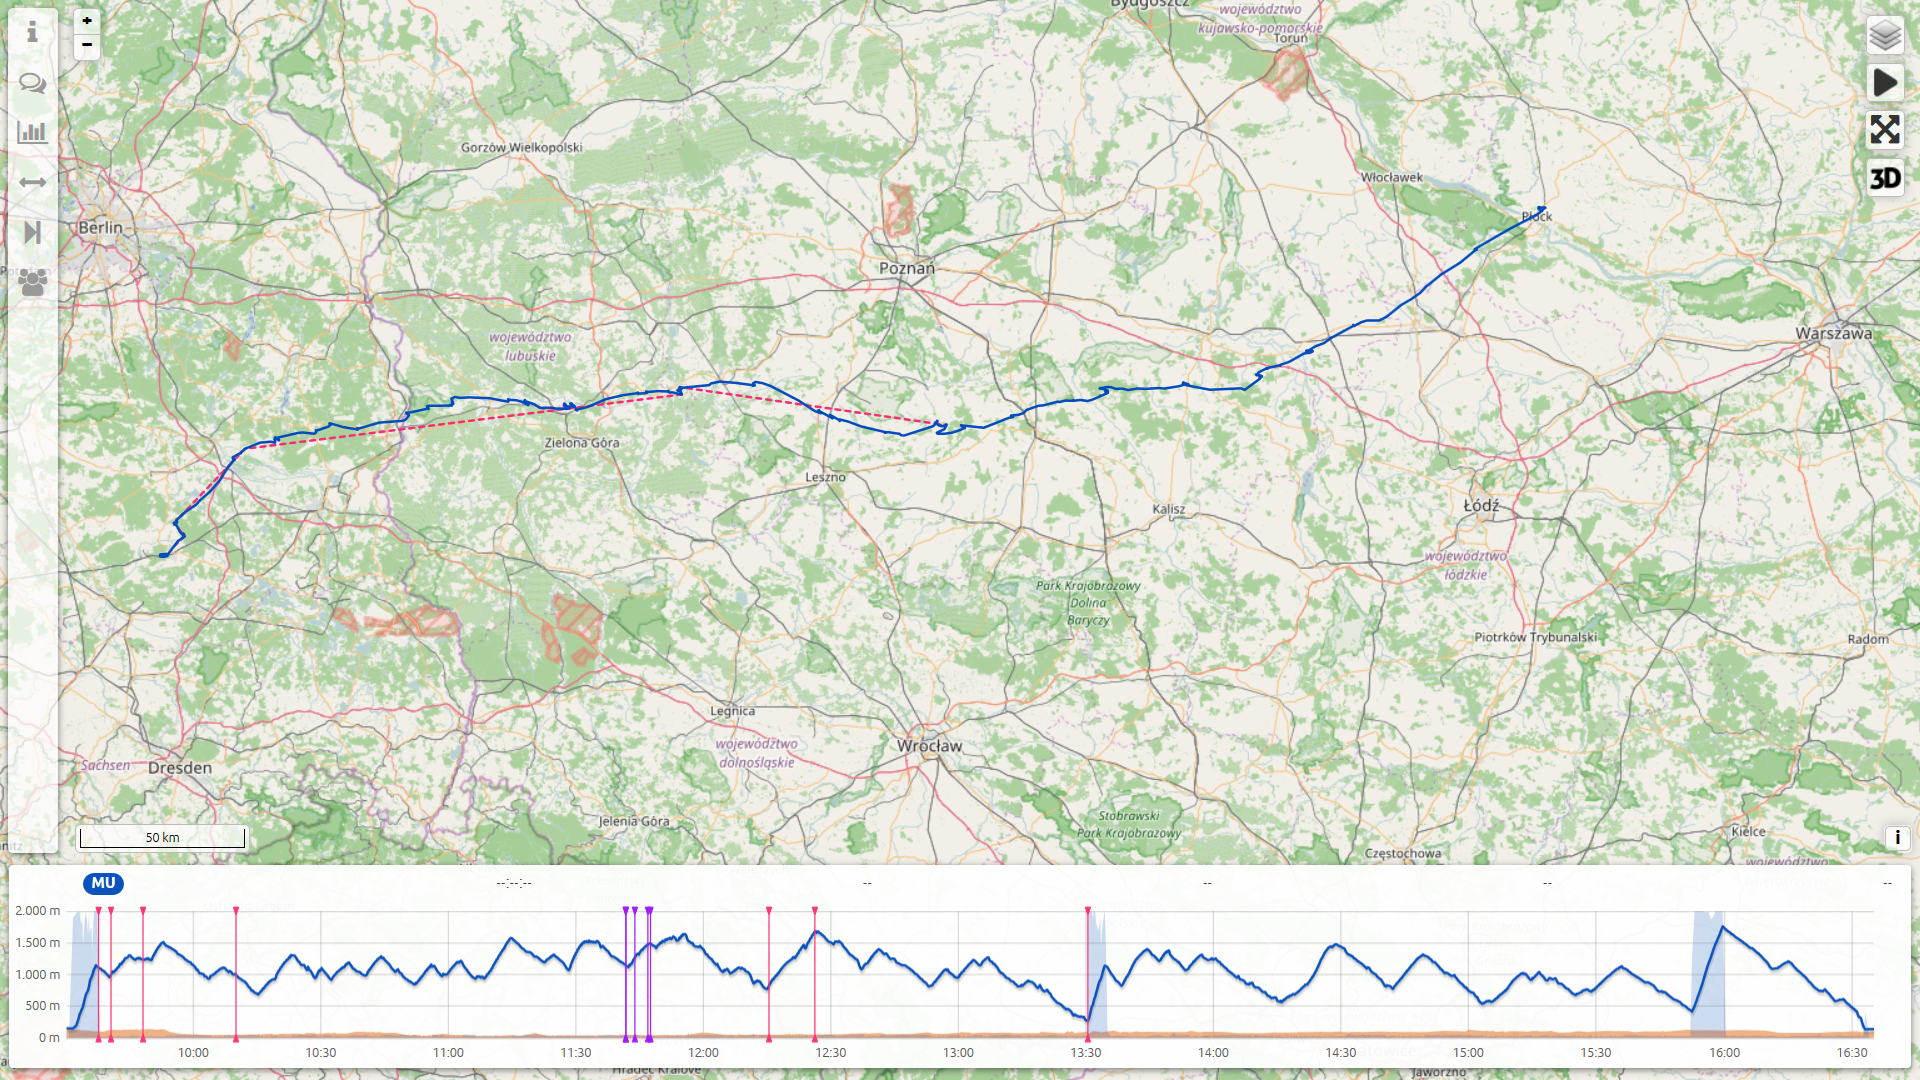 +
-
i
Bydgoszcz
województwo
kujawsko-pomorskie
Toruń
3D
Gorzów Wielkopolski
Włocławek
Płock
Berlin
Poznań
Warszawa
województwo
lubuskie
Zielona Góra
Leszno
Kalisz
Łódź
województwo
łódzkie
Park Krajobrazowy
Dolina
Baryczy
Piotrków Trybunalski
Radom
Legnica
województwo
dolnośląskie
Wrocław
Sachsen
Dresden
Jelenia Góra
Stobrawski
Park Krajobrazowy
Kielce
Częstochowa
województwo
50 km
i
MU
--:--:--
--
--
--
--
2.000 m
1.500 m
1.000 m
500 m
0 m
10:00
10:30
11:00
11:30
12:00
12:30
13:00
13:30
14:00
14:30
15:00
15:30
16:00
16:30
Hradec Králové
Jaworzno